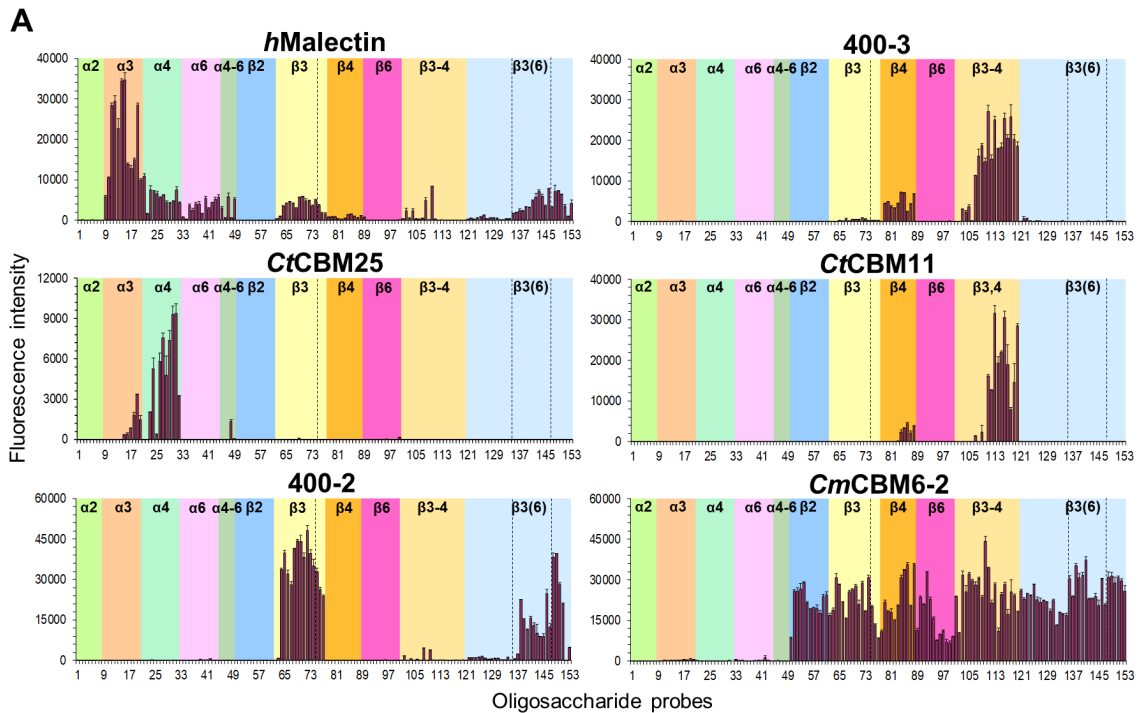 A
hMalectin
40000
30000
20000
10000
0
α2 α3 α4 α6 α4-6 β2 β3 β4 β6 β3-4 β3(6)
1 9 17 25 33 41 49 57 65 73 81 89 97 105 113 121 129 137 145 153
400-3
40000
30000
20000
10000
0
α2 α3 α4 α6 α4-6 β2 β3 β4 β6 β3-4 β3(6)
1 9 17 25 33 41 49 57 65 73 81 89 97 105 113 121 129 137 145 153
CtCBM25
12000
9000
6000
3000
0
α2 α3 α4 α6 α4-6 β2 β3 β4 β6 β3-4 β3(6)
1 9 17 25 33 41 49 57 65 73 81 89 97 105 113 121 129 137 145 153
CtCBM11
40000
30000
20000
10000
0
α2 α3 α4 α6 α4-6 β2 β3 β4 β6 β3,4 β3(6)
1 9 17 25 33 41 49 57 65 73 81 89 97 105 113 121 129 137 145 153
400-2
60000
45000
30000
15000
0
α2 α3 α4 α6 α4-6 β2 β3 β4 β6 β3-4 β3(6)
1 9 17 25 33 41 49 57 65 73 81 89 97 105 113 121 129 137 145 153
CmCBM6-2
60000
45000
30000
15000
0
α2 α3 α4 α6 α4-6 β2 β3 β4 β6 β3-4 β3(6)
1 9 17 25 33 41 49 57 65 73 81 89 97 105 113 121 129 137 145 153
Fluorescence intensity
Oligosaccharide probes